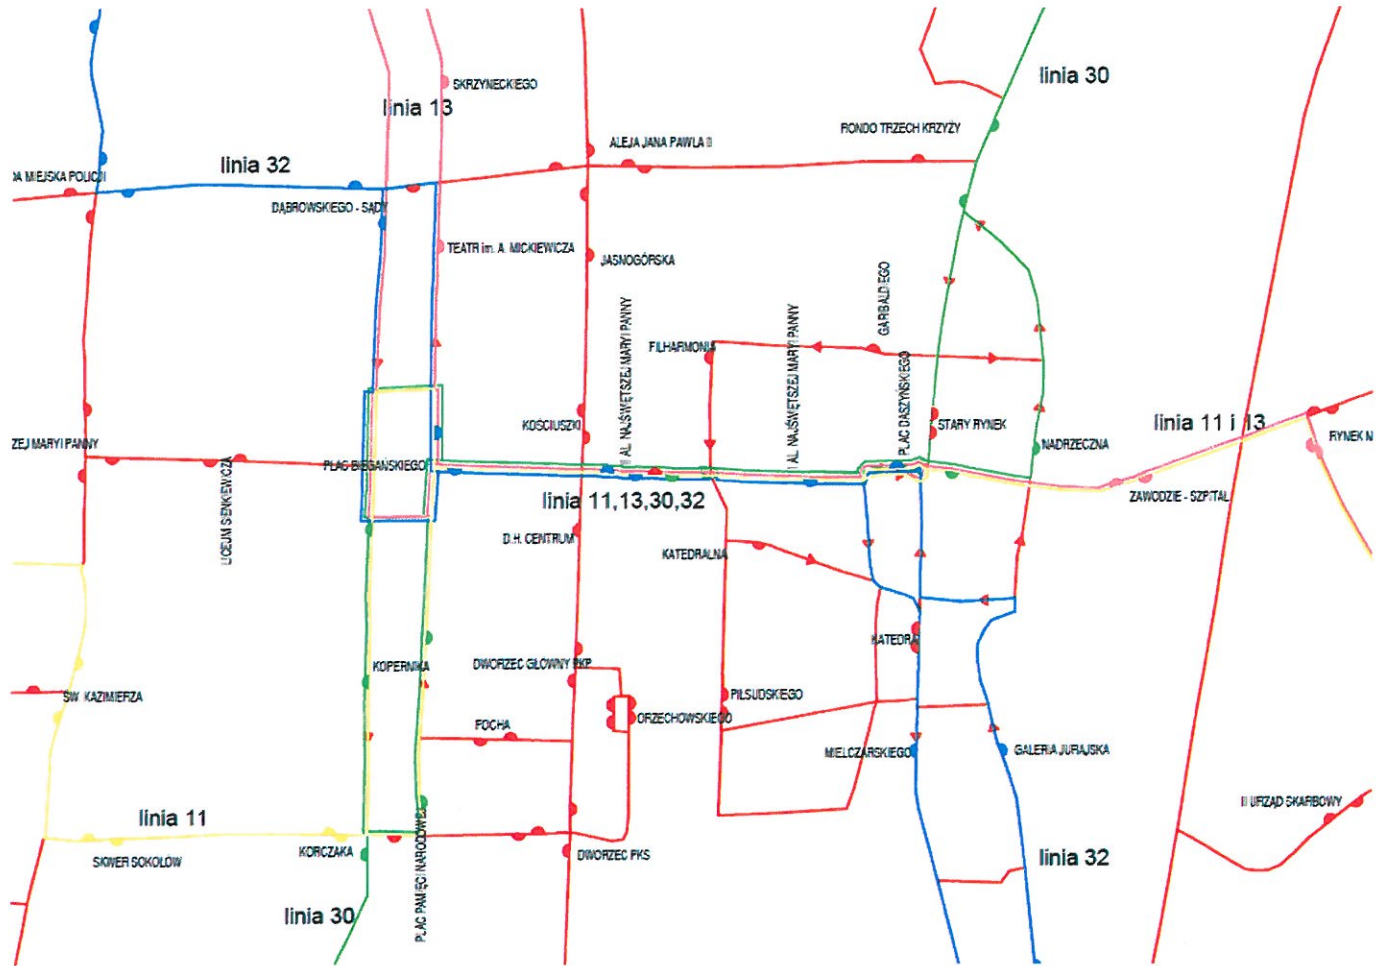 linia 30
SKRZYNECKIEGO
linia 13
ALEJA JANA PAWŁA II
RONDO TRZECH KRZYŻY
linia 32
DA MIEJSKA POLICJI
DĄBROWSKIEGO - SĄDY
TEATR im. A. MICKIEWICZA
JASNOGÓRSKA
GARIBALDIEGO
II AL. NAJŚWIĘTSZEJ MARYI PANNY
I AL. NAJŚWIĘTSZEJ MARYI PANNY
FILHARMONIA
PLAC DASZYŃSKIEGO
KOŚCIUSZKI
STARY RYNEK
linia 11 i 13
ZEJ MARYI PANNY
NADRZECZNA
RYNEK N
PLAC BIEGAŃSKIEGO
LICEUM SIENKIEWICZA
linia 11,13,30,32
ZAWODZIE - SZPITAL
D.H. CENTRUM
KATEDRALNA
KATEDRA
KOPERNIKA
DWORZEC GŁÓWNY PKP
ŚW. KAZIMIERZA
PIŁSUDSKIEGO
ORZECHOWSKIEGO
FOCHA
MIELCZARSKIEGO
GALERIA JURAJSKA
II URZĄD SKARBOWY
linia 11
SKWER SOKOŁÓW
KORCZAKA
PLAC PAMIĘCI NARODOWEJ
DWORZEC PKS
linia 32
linia 30